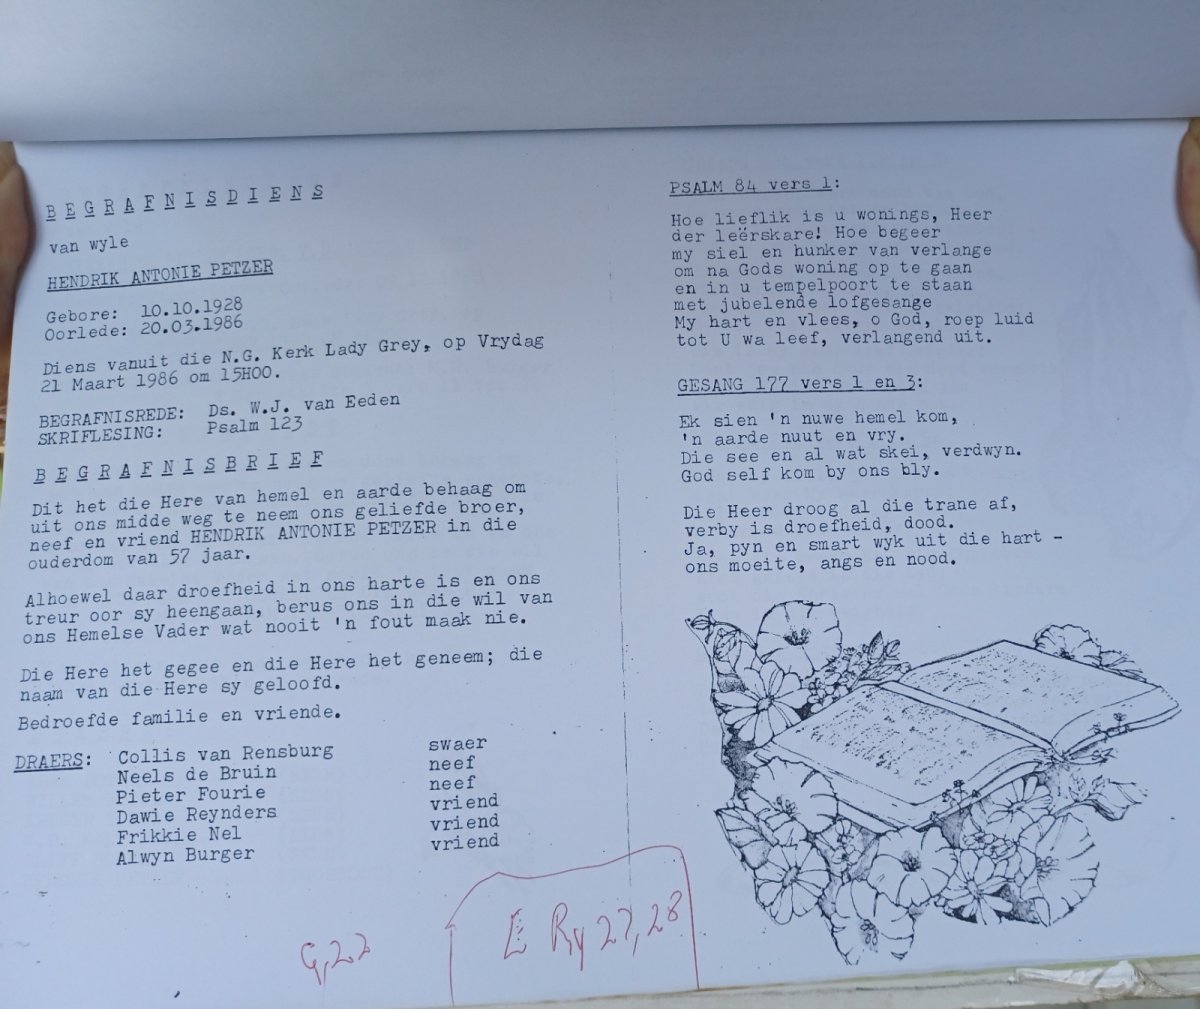 BEGRAFNISDIENS
van wyle
HENDRIK ANTONIE PETZER
Gebore: 10.10.1928
Oorlede: 20.03.1986
Diens vanuit die N.G. Kerk Lady Grey, op Vrydag
21 Maart 1986 om 15H00.
BEGRAFNISREDE: Ds. W.J. van Eeden
SKRIFLESING: Psalm 123
BEGRAFNISBRIEF
Dit het die Here van hemel en aarde behaag om
uit ons midde weg te neem ons geliefde broer,
neef en vriend HENDRIK ANTONIE PETZER in die
ouderdom van 57 jaar.
Alhoewel daar droefheid in ons harte is en ons
treur oor sy heengaan, berus ons in die wil van
ons Hemelse Vader wat nooit 'n fout maak nie.
Die Here het gegee en die Here het geneem; die
naam van die Here sy geloofd.
Bedroefde familie en vriende.
DRAERS: Collis van Rensburg swaer
Neels de Bruin neef
Pieter Fourie neef
Dawie Reynders vriend
Frikkie Nel vriend
Alwyn Burger vriend
G,22
E Ry 27,28
PSALM 84 vers 1:
Hoe lieflik is u wonings, Heer
der leërskare! Hoe begeer
my siel en hunker van verlange
om na Gods woning op te gaan
en in u tempelpoort te staan
met jubelende lofgesange
My hart en vlees, o God, roep luid
tot U wa leef, verlangend uit.
GESANG 177 vers 1 en 3:
Ek sien 'n nuwe hemel kom,
'n aarde nuut en vry.
Die see en al wat skei, verdwyn.
God self kom by ons bly.
Die Heer droog al die trane af,
verby is droefheid, dood.
Ja, pyn en smart wyk uit die hart -
ons moeite, angs en nood.